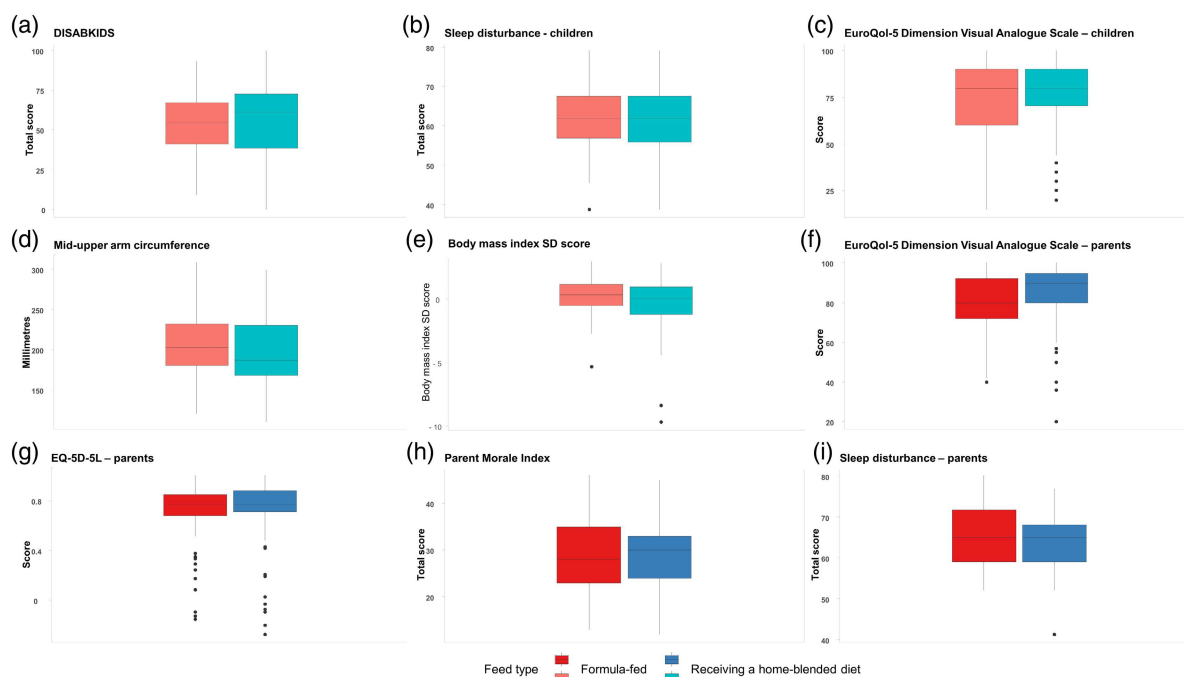 (a) DISABKIDS
Total score
100
75
50
25
0
(b) Sleep disturbance - children
Total score
80
70
60
50
40
(c) EuroQol-5 Dimension Visual Analogue Scale – children
Score
100
75
50
25
(d) Mid-upper arm circumference
Millimetres
300
250
200
150
(e) Body mass index SD score
Body mass index SD score
0
- 5
- 10
(f) EuroQol-5 Dimension Visual Analogue Scale – parents
Score
100
80
60
40
20
(g) EQ-5D-5L – parents
Score
0.8
0.4
0
(h) Parent Morale Index
Total score
40
30
20
(i) Sleep disturbance – parents
Total score
80
70
60
50
40
Feed type Formula-fed Receiving a home-blended diet